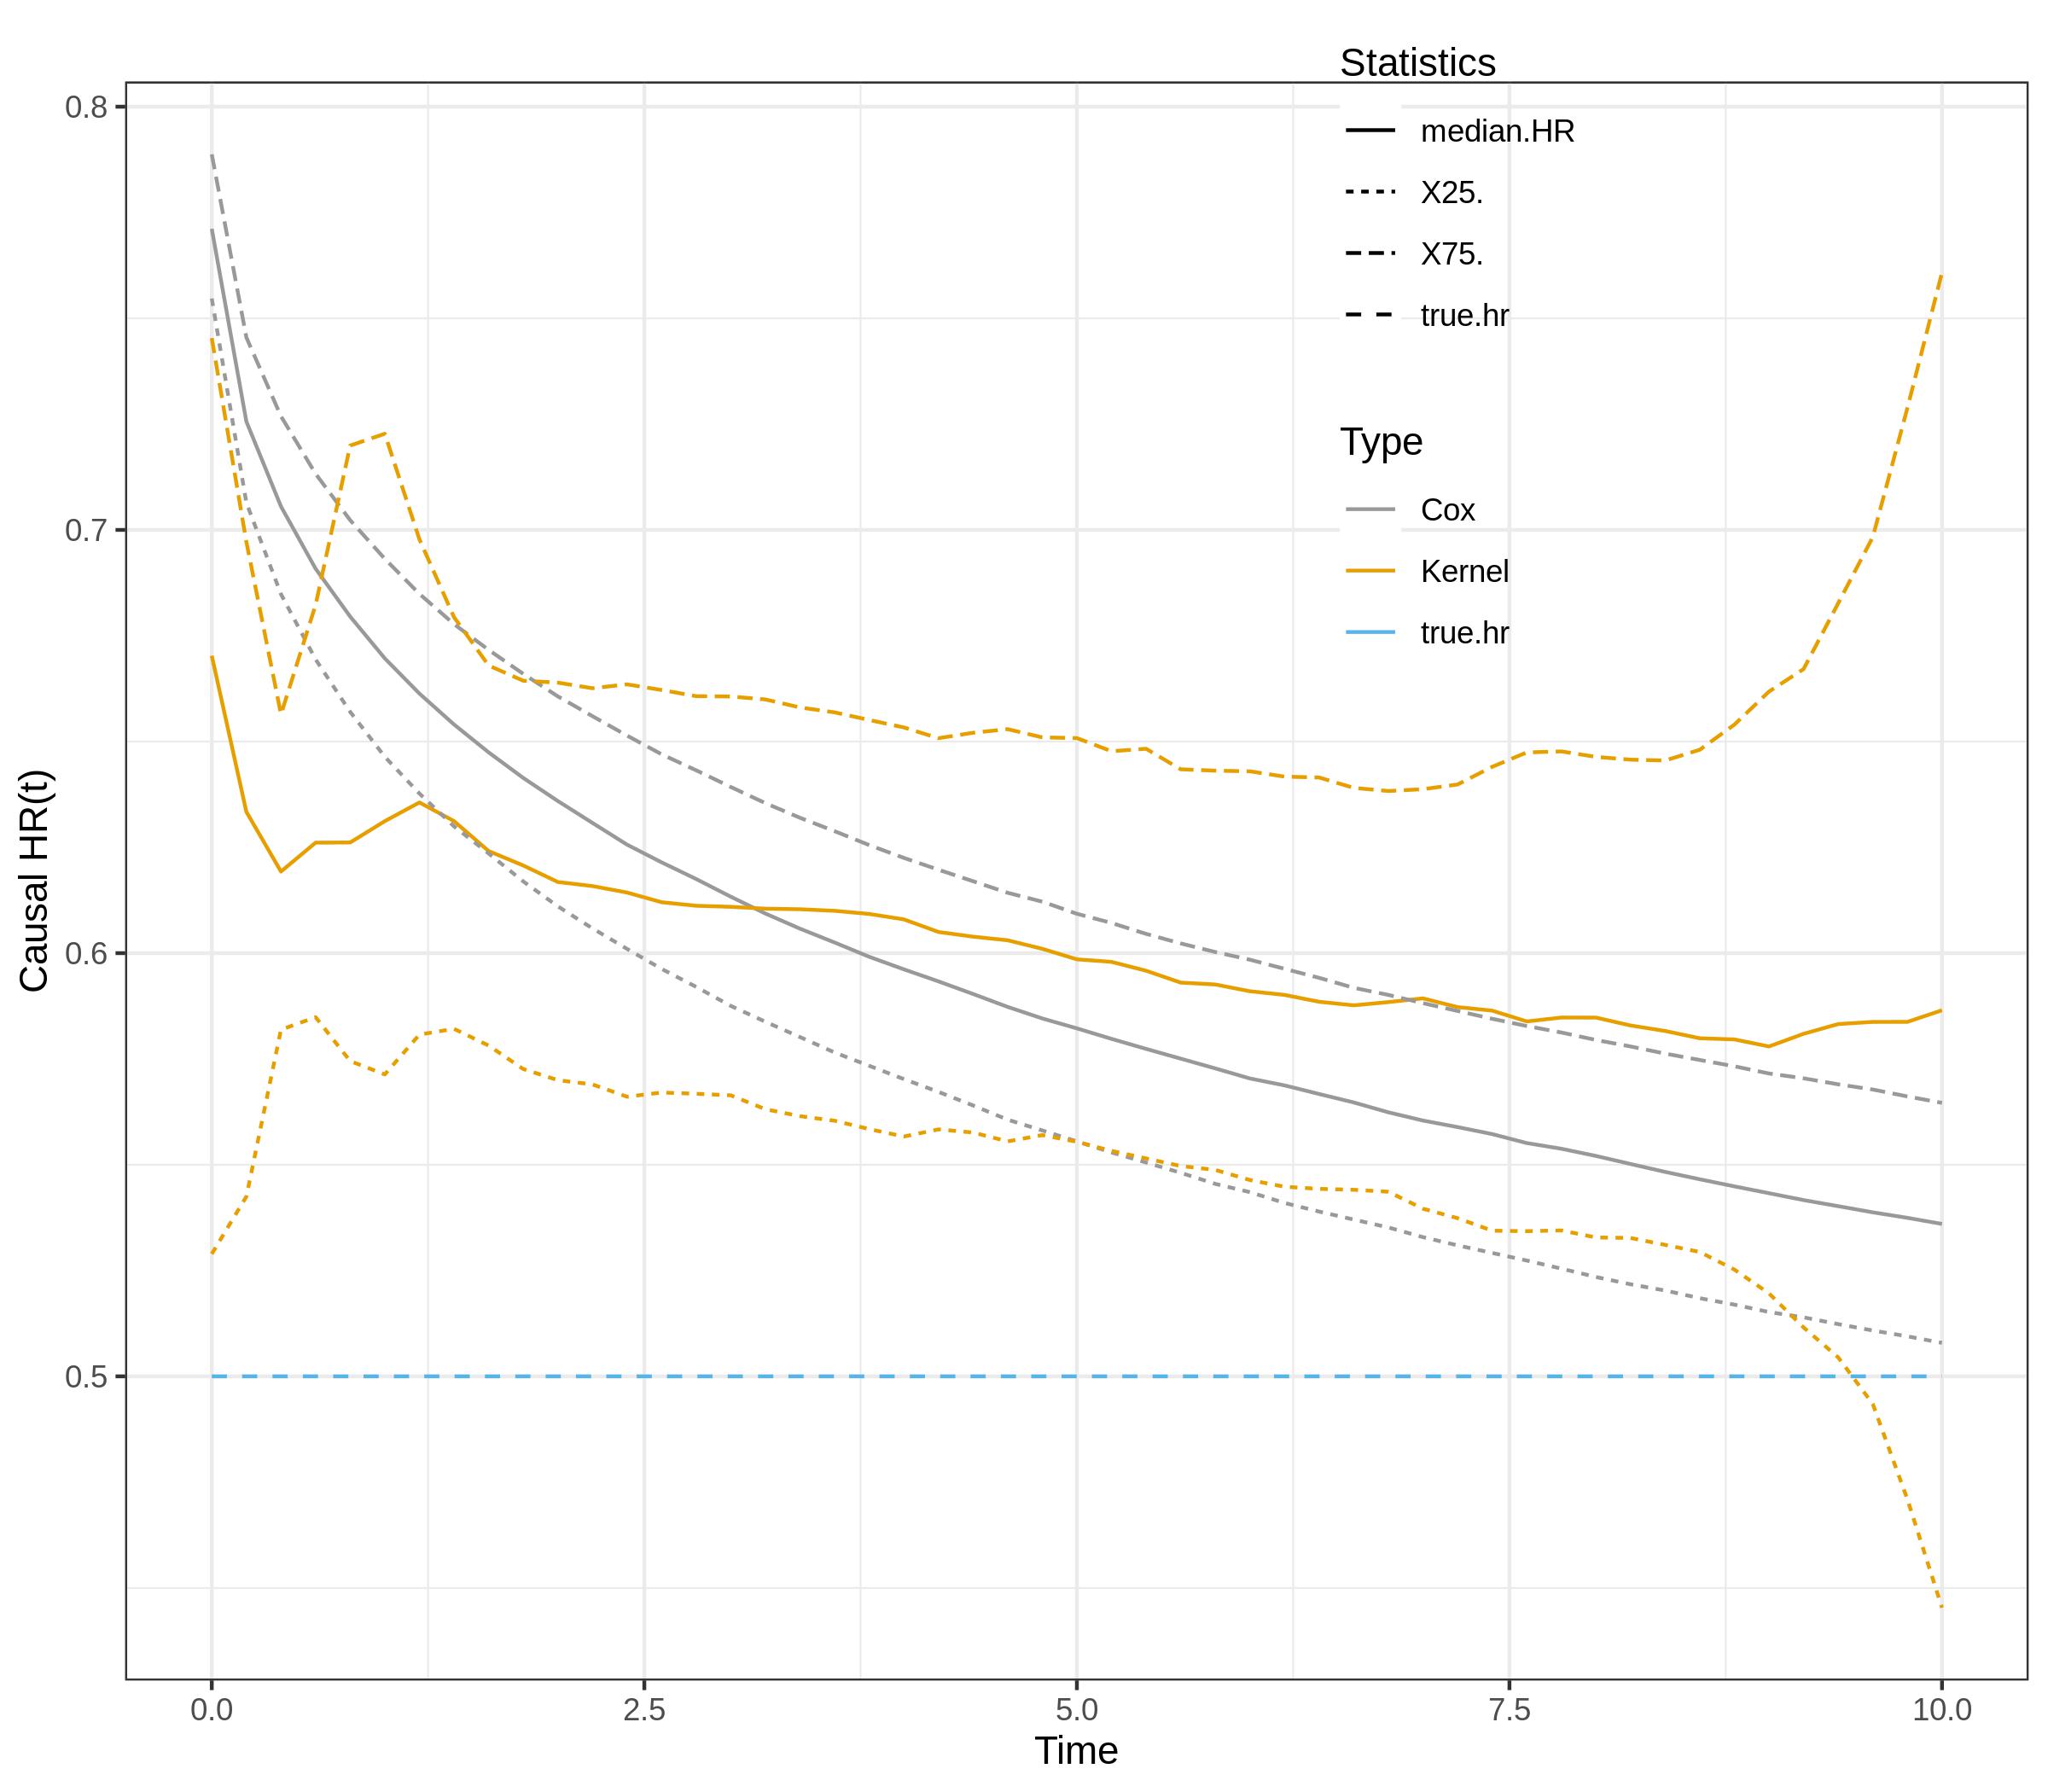 Statistics
median.HR
X25.
X75.
true.hr
Type
Cox
Kernel
true.hr
Causal HR(t)
0.8
0.7
0.6
0.5
0.0 2.5 5.0 7.5 10.0
Time